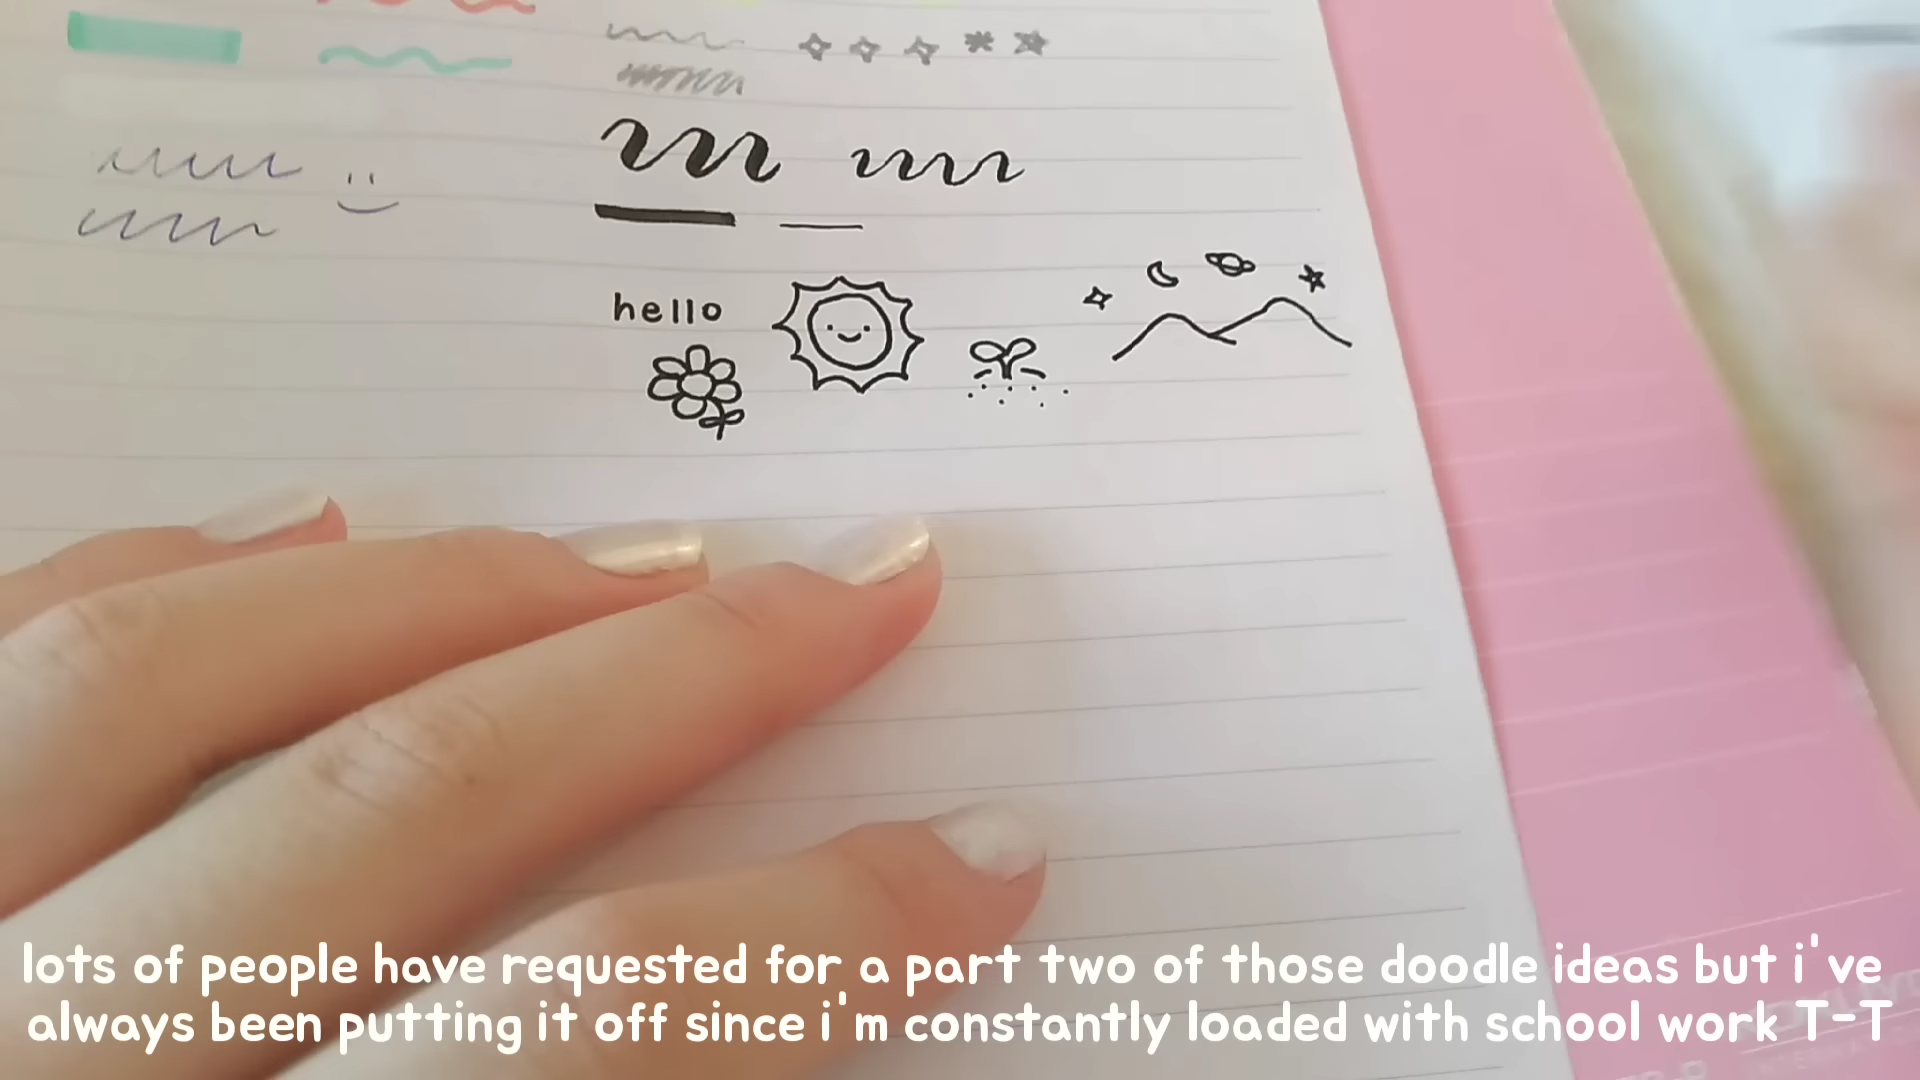 hello
lots of people have requested for a part two of those doodle ideas but i've
always been putting it off since i'm constantly loaded with school work T-T